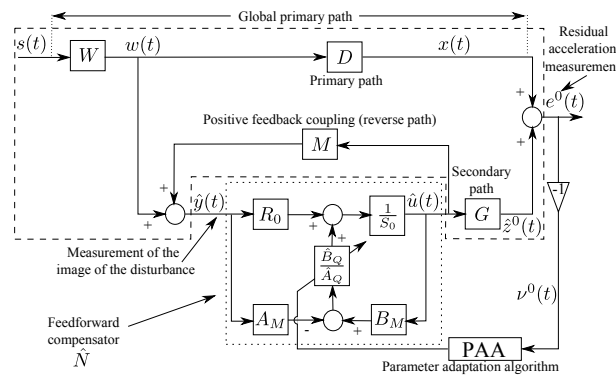 Global primary path
s(t)
W
w(t)
D
x(t)
Primary path
Residual
acceleration
measurement
e⁰(t)
+
+
Positive feedback coupling (reverse path)
M
-1
+
+
ŷ(t)
R₀
+
+
1
S₀
û(t)
Secondary
path
G
ẑ⁰(t)
Measurement of the
image of the disturbance
B̂_Q
Â_Q
ν⁰(t)
Feedforward
compensator
N̂
A_M
-
+
B_M
PAA
Parameter adaptation algorithm